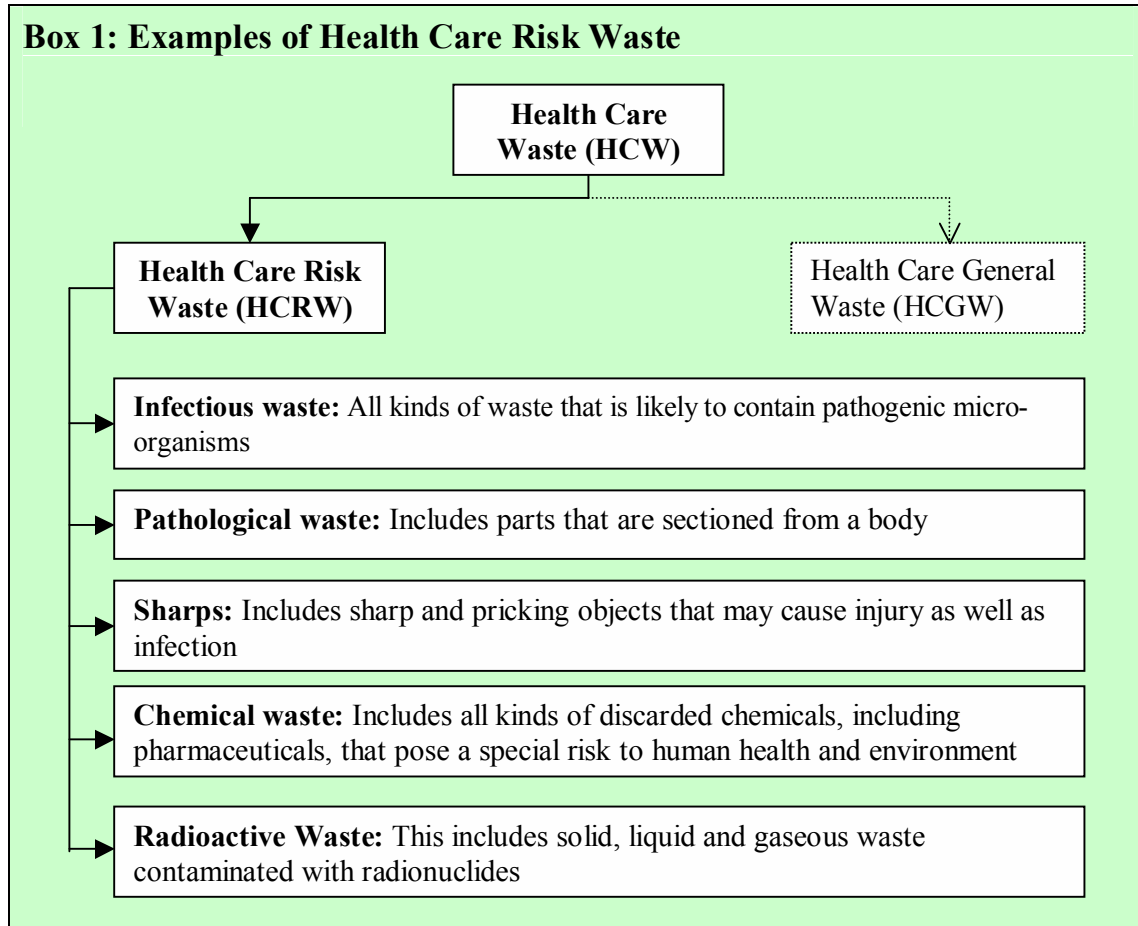 Box 1: Examples of Health Care Risk Waste
Health Care
Waste (HCW)
Health Care Risk
Waste (HCRW)
Health Care General
Waste (HCGW)
Infectious waste: All kinds of waste that is likely to contain pathogenic micro-
organisms
Pathological waste: Includes parts that are sectioned from a body
Sharps: Includes sharp and pricking objects that may cause injury as well as
infection
Chemical waste: Includes all kinds of discarded chemicals, including
pharmaceuticals, that pose a special risk to human health and environment
Radioactive Waste: This includes solid, liquid and gaseous waste
contaminated with radionuclides